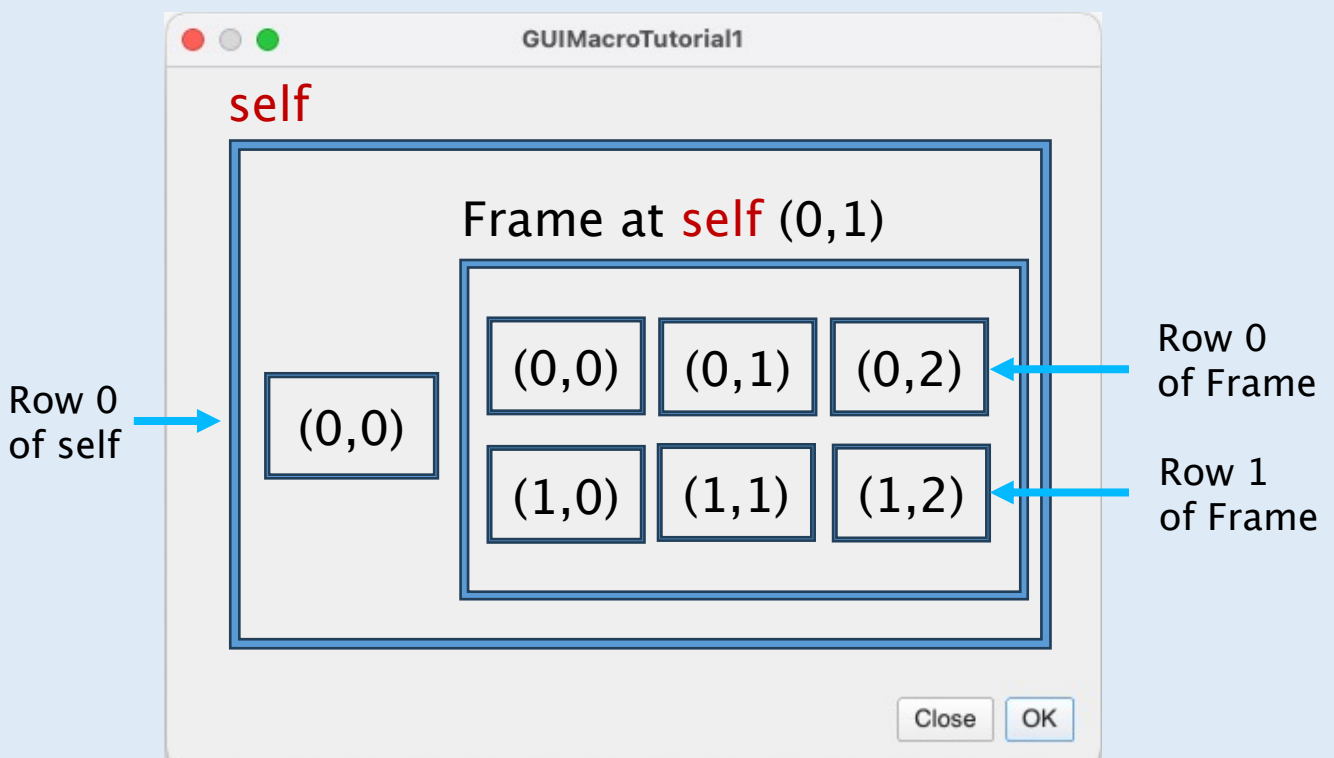 GUIMacroTutorial1
self
Frame at self (0,1)
Row 0
of self
(0,0)
(0,0) (0,1) (0,2)
(1,0) (1,1) (1,2)
Row 0
of Frame
Row 1
of Frame
Close OK